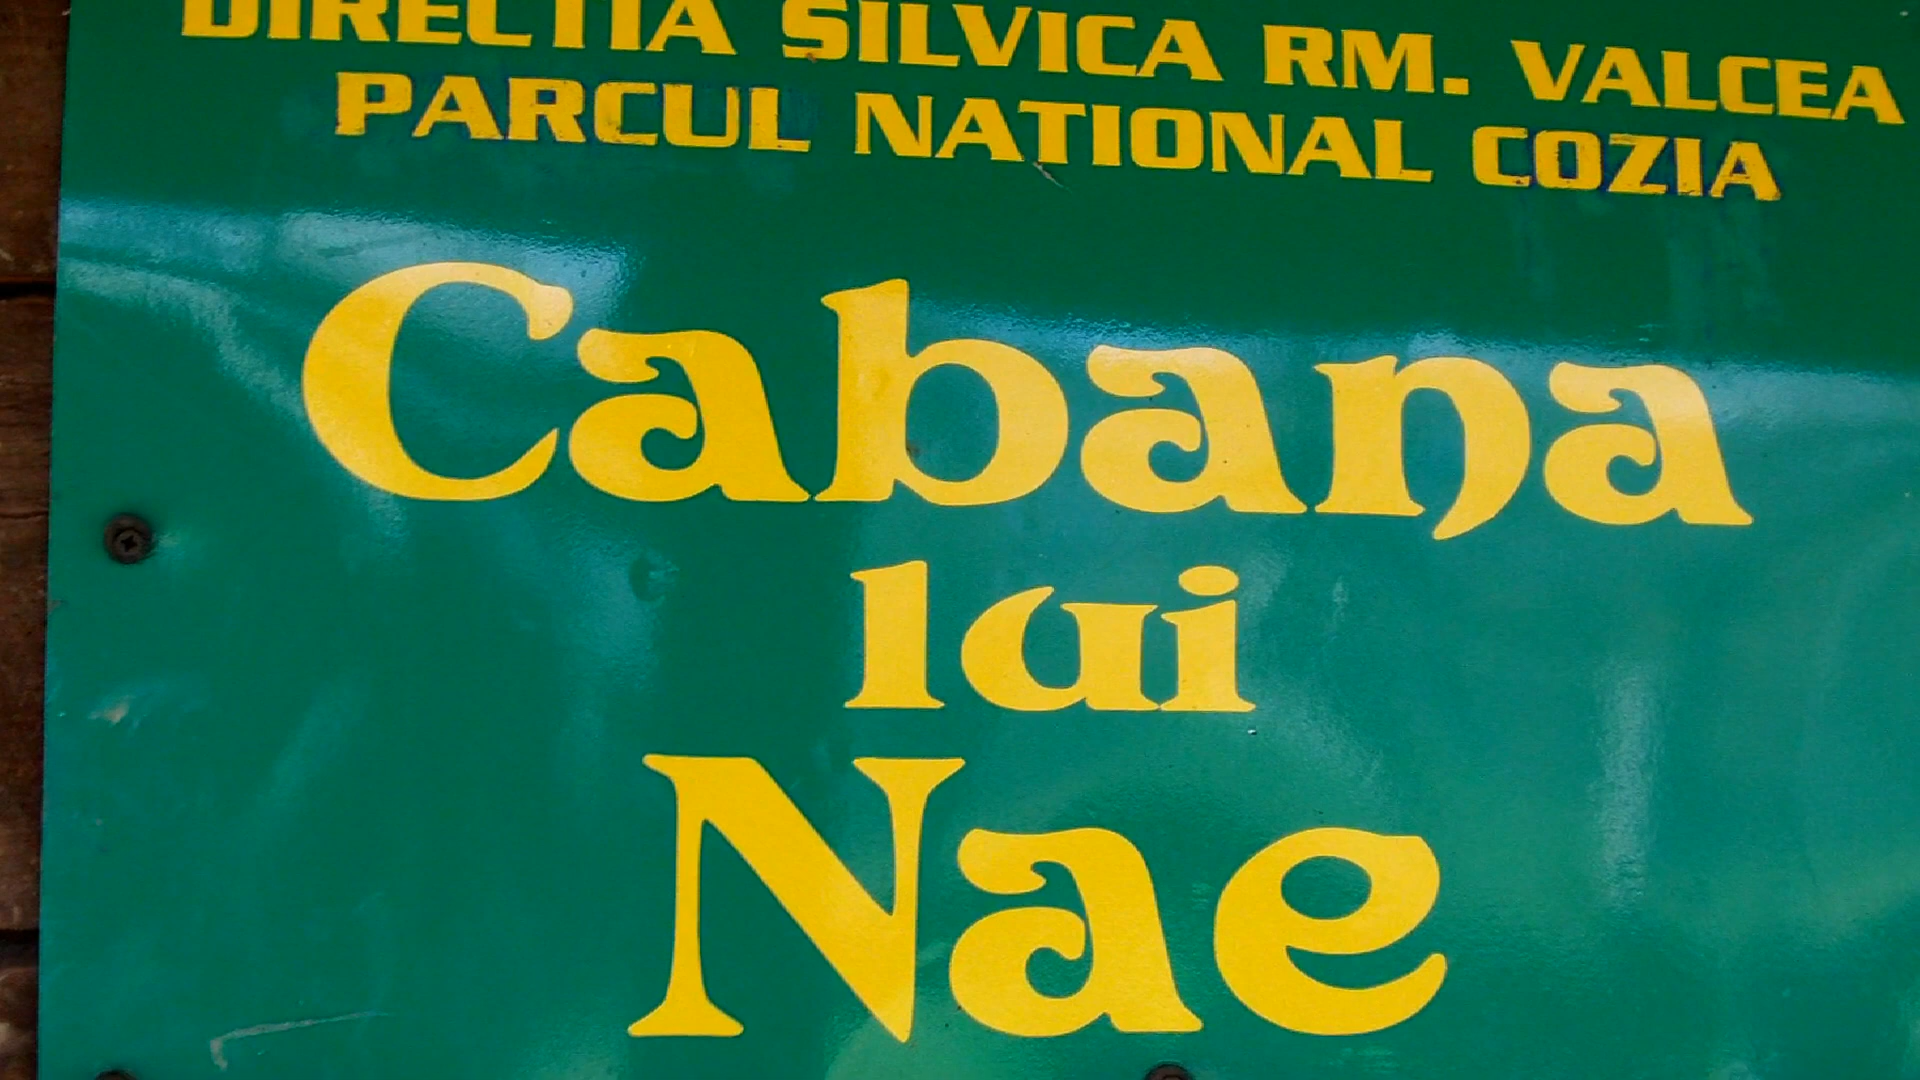 DIRECTIA SILVICA RM. VALCEA
PARCUL NATIONAL COZIA
Cabana
lui
Nae